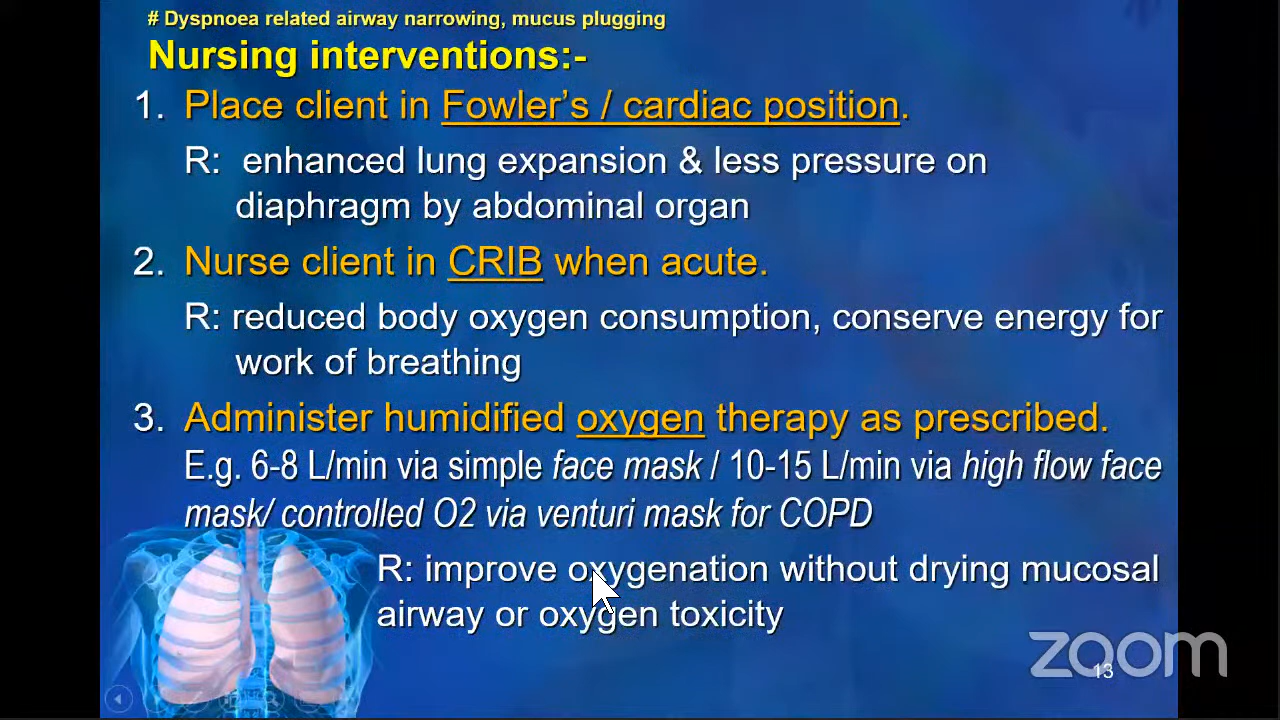 # Dyspnoea related airway narrowing, mucus plugging
Nursing interventions:-
1. Place client in Fowler's / cardiac position.
R: enhanced lung expansion & less pressure on
diaphragm by abdominal organ
2. Nurse client in CRIB when acute.
R: reduced body oxygen consumption, conserve energy for
work of breathing
3. Administer humidified oxygen therapy as prescribed.
E.g. 6-8 L/min via simple face mask / 10-15 L/min via high flow face
mask/ controlled O2 via venturi mask for COPD
R: improve oxygenation without drying mucosal
airway or oxygen toxicity
zoom
13